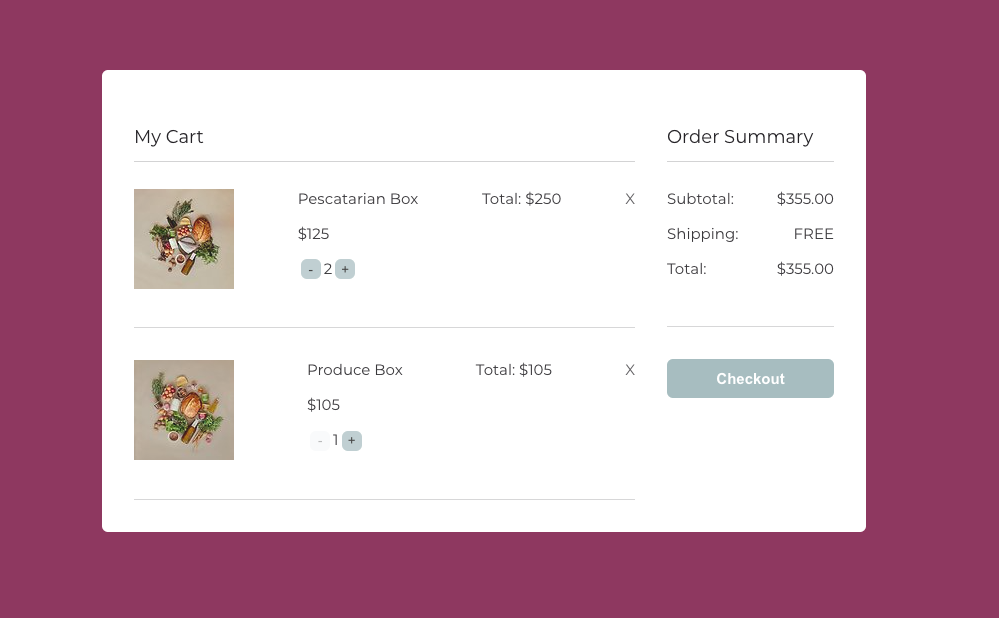 My Cart
Pescatarian Box Total: $250 X
$125
- 2 +
Produce Box Total: $105 X
$105
- 1 +
Order Summary
Subtotal: $355.00
Shipping: FREE
Total: $355.00
Checkout